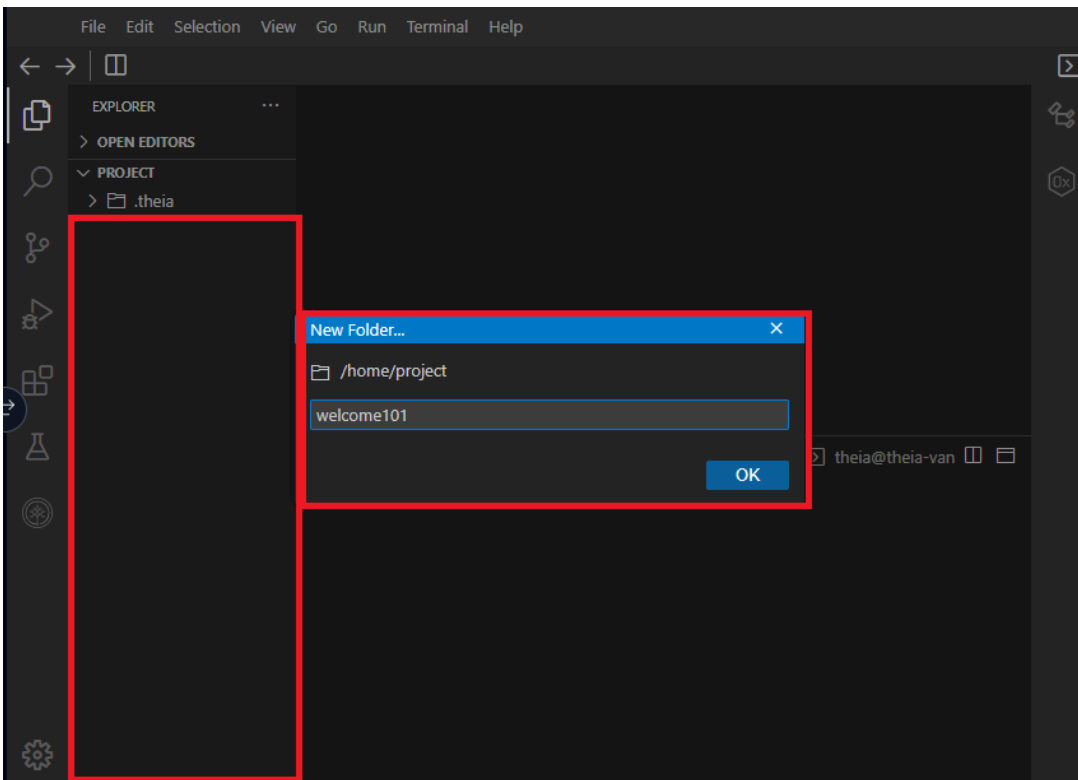 File Edit Selection View Go Run Terminal Help
EXPLORER
OPEN EDITORS
PROJECT
.theia
0x
New Folder...
/home/project
welcome101
OK
theia@theia-van